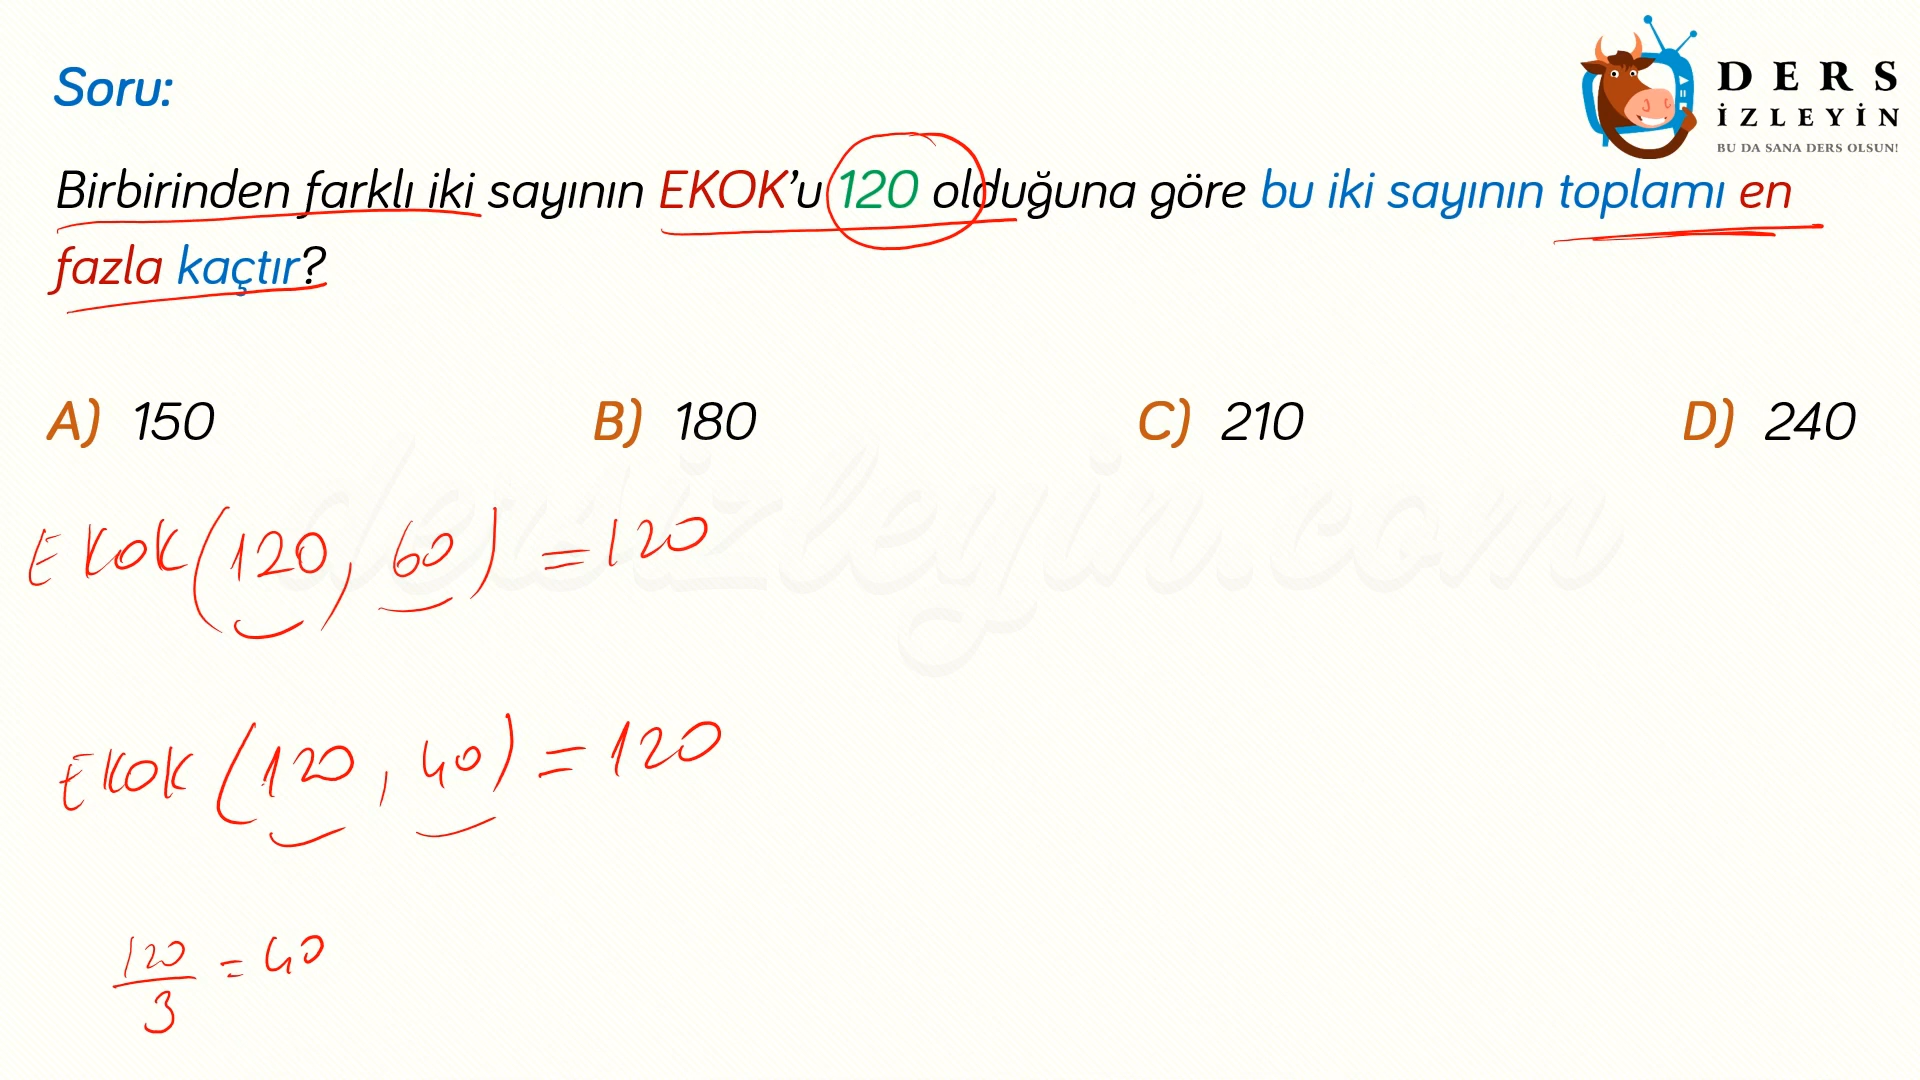 DERS
İZLEYİN
BU DA SANA DERS OLSUN!
Soru:
Birbirinden farklı iki sayının EKOK'u 120 olduğuna göre bu iki sayının toplamı en
fazla kaçtır?
A) 150 B) 180 C) 210 D) 240
dersizleyin.com
EKOK(120, 60) = 120
EKOK(120, 40) = 120
120
3
= 40